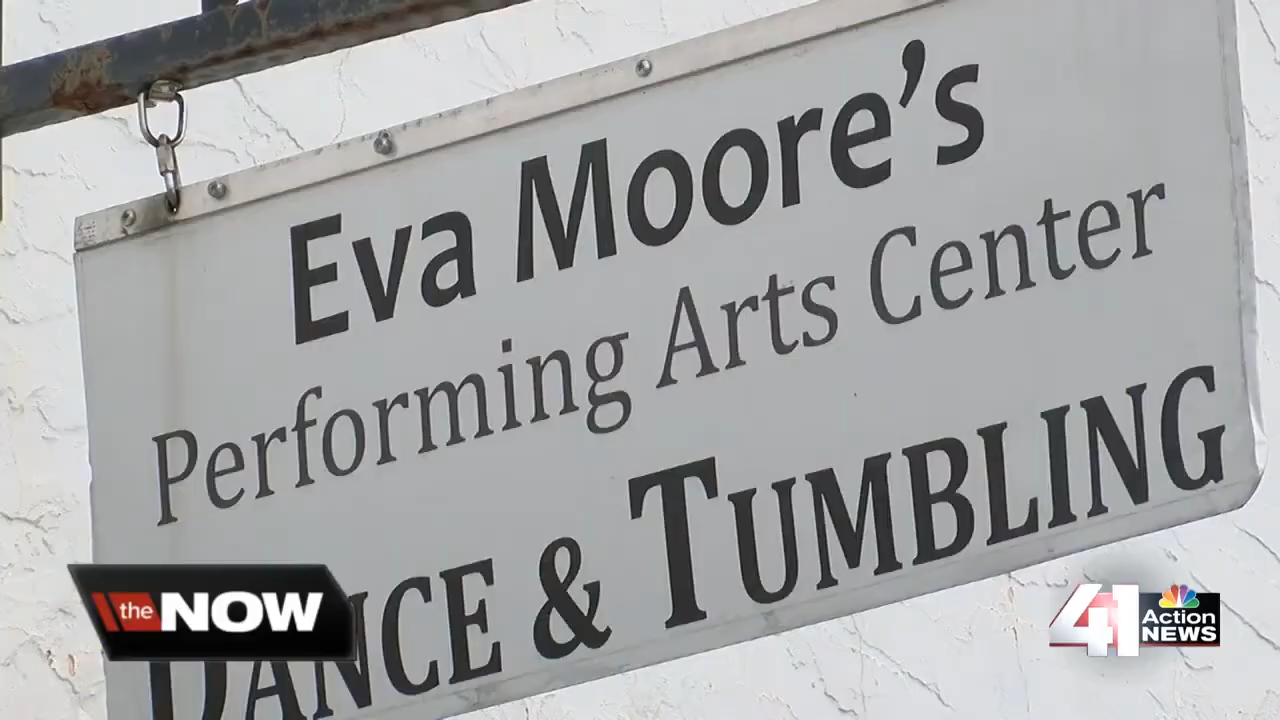 Eva Moore's
Performing Arts Center
DANCE & TUMBLING
the NOW
41 Action
NEWS